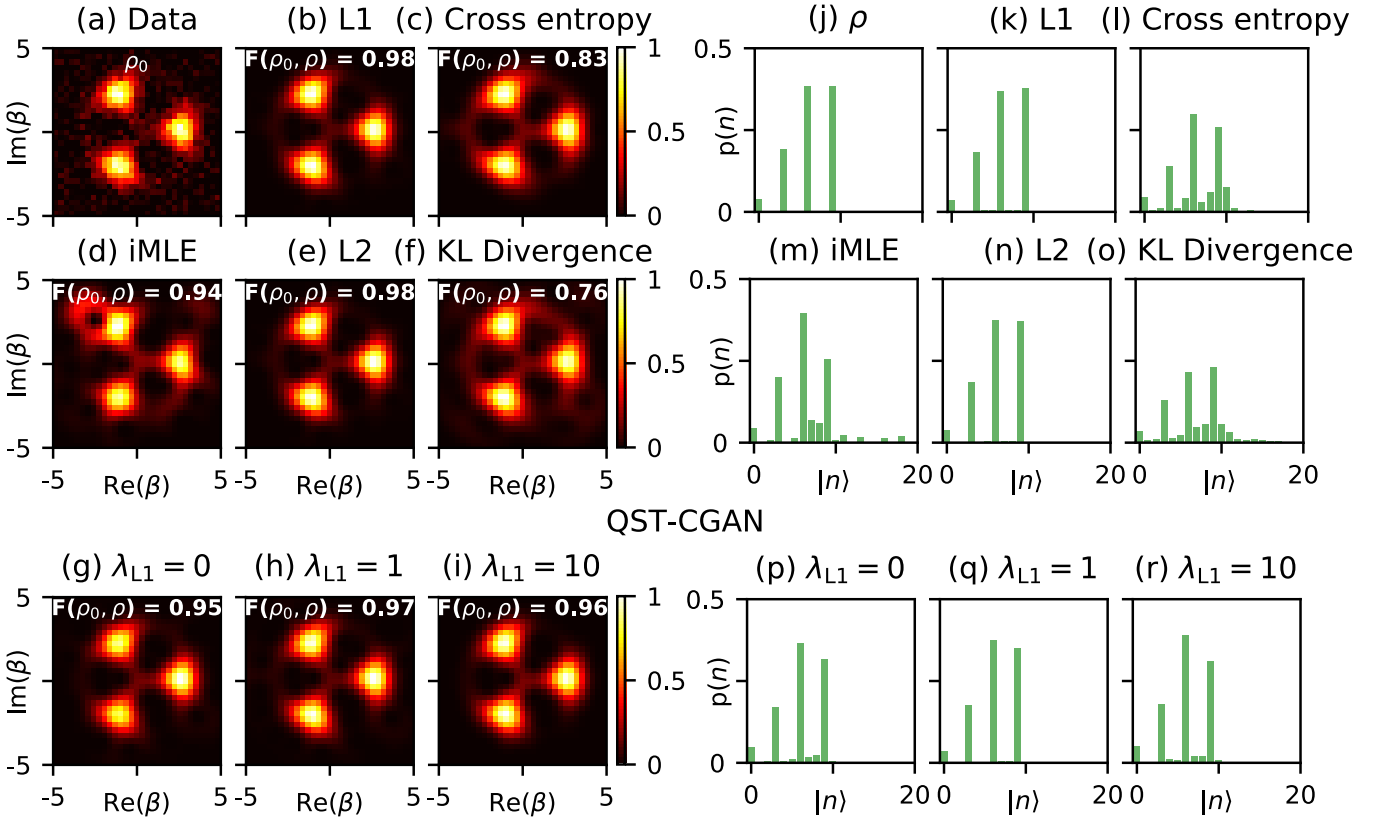 (a) Data (b) L1 (c) Cross entropy (j) ρ (k) L1 (l) Cross entropy
5 ρ₀ F(ρ₀, ρ) = 0.98 F(ρ₀, ρ) = 0.83 1 0.5
Im(β) 0.5 p(n)
-5 0 0
(d) iMLE (e) L2 (f) KL Divergence (m) iMLE (n) L2 (o) KL Divergence
5 F(ρ₀, ρ) = 0.94 F(ρ₀, ρ) = 0.98 F(ρ₀, ρ) = 0.76 1 0.5
Im(β) 0.5 p(n)
-5 0 0
-5 5 -5 5 -5 5 0 20 0 20 0 20
Re(β) Re(β) Re(β) |n⟩ |n⟩ |n⟩
QST-CGAN
(g) λL1 = 0 (h) λL1 = 1 (i) λL1 = 10 (p) λL1 = 0 (q) λL1 = 1 (r) λL1 = 10
5 F(ρ₀, ρ) = 0.95 F(ρ₀, ρ) = 0.97 F(ρ₀, ρ) = 0.96 1 0.5
Im(β) 0.5 p(n)
-5 0 0
-5 5 -5 5 -5 5 0 20 0 20 0 20
Re(β) Re(β) Re(β) |n⟩ |n⟩ |n⟩